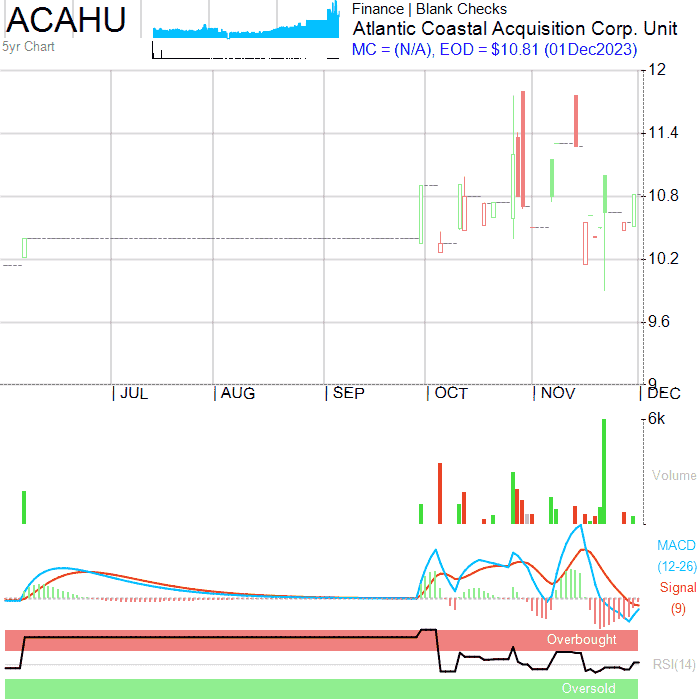 ACAHU
5yr Chart
Finance | Blank Checks
Atlantic Coastal Acquisition Corp. Unit
MC = (N/A), EOD = $10.81 (01Dec2023)
12
11.4
10.8
10.2
9.6
9
| JUL | AUG | SEP | OCT | NOV | DEC
6k
Volume
MACD
(12-26)
Signal
(9)
Overbought
RSI(14)
Oversold